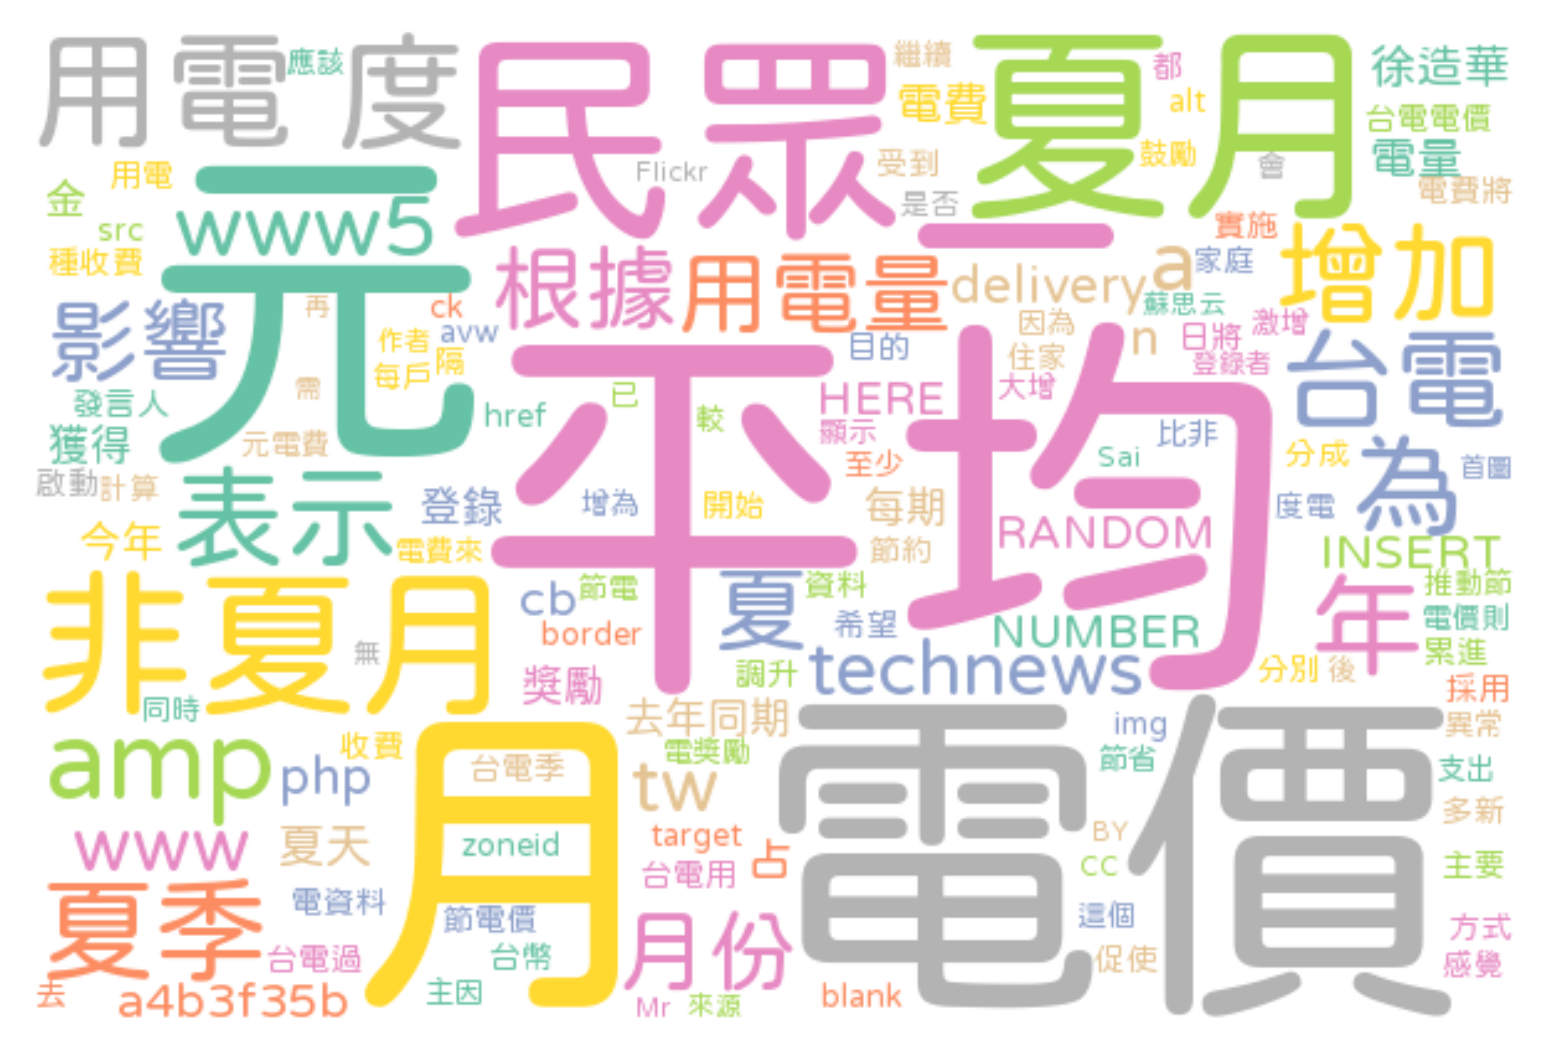 用電度
應該
民眾
繼續
電費
夏月
都
alt
徐造華
台電電價
鼓勵
電量
會
電費將
用電
金
Flickr
受到
是否
src
www5
元
種收費
實施
一
增加
根據
用電量
delivery
a
家庭
蘇思云
影響
再
ck
avw
作者
隔
每戶
目的
因為
n
日將
激增
住家
登錄者
台電
平均
需
發言人
獲得
href
已
較
HERE
大增
顯示
元電費
至少
Sai
比非
分成
為
首圖
啟動
計算
表示
登錄
增為
開始
每期
RANDOM
度電
今年
電費來
節約
INSERT
非夏月
cb
節電
夏
資料
年
推動節
border
希望
NUMBER
電價則
無
累進
獎勵
調升
technews
分別
後
採用
同時
去年同期
電價
img
異常
amp
收費
月
電獎勵
節省
支出
php
台電季
tw
多新
www
夏天
zoneid
target
占
BY
CC
主要
台電用
夏季
電資料
節電價
月份
這個
方式
台電過
台幣
促使
感覺
去
a4b3f35b
主因
Mr
來源
blank